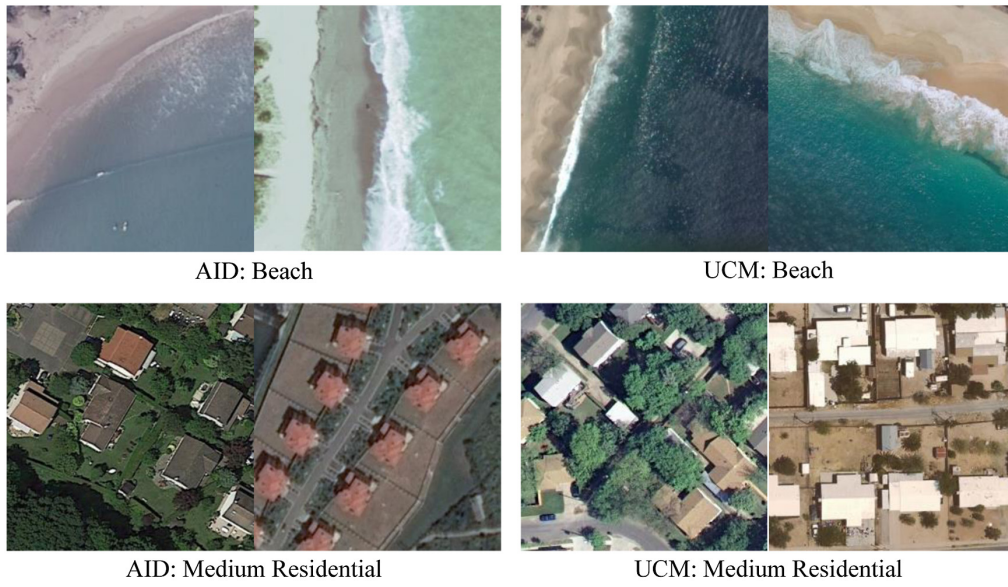 AID: Beach
UCM: Beach
AID: Medium Residential
UCM: Medium Residential